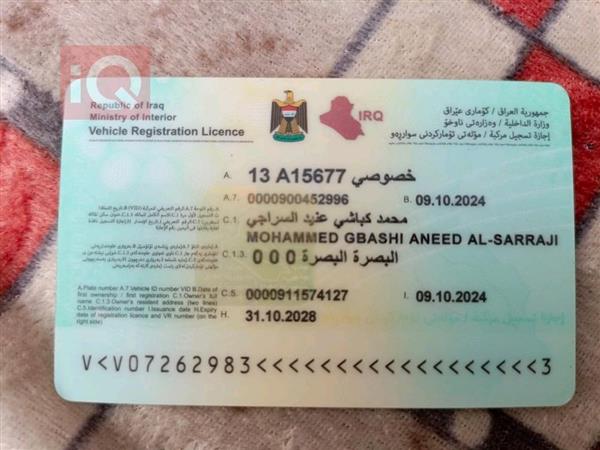 iQ
Republic of Iraq
Ministry of Interior
Vehicle Registration Licence
IRQ
جمهورية العراق / كۆماری عێراق
وزارة الداخلية / وەزارەتی ناوخۆ
إجازة تسجيل مركبة / مۆڵەتی تۆمارکردنی سواڕەو
A. 13 A15677 خصوصي
A.7. 0000900452996 B. 09.10.2024
C.1. محمد كباشي عنيد السراجي
MOHAMMED GBASHI ANEED AL-SARRAJI
C.1.3. البصرة البصرة 0 0 0
A.Plate number A.7 Vehicle ID number VID B.Date of
first ownership / first registration C.1.Owner's full
name C.1.3 Owner's resident address (two lines)
C.5.Identification number I.Issuance date H.Expiry
date of registration licence and VR number (on the
right side)
C.5. 0000911574127 I. 09.10.2024
H. 31.10.2028
V<V07262983<<<<<<<<<<<<<<<<<<3